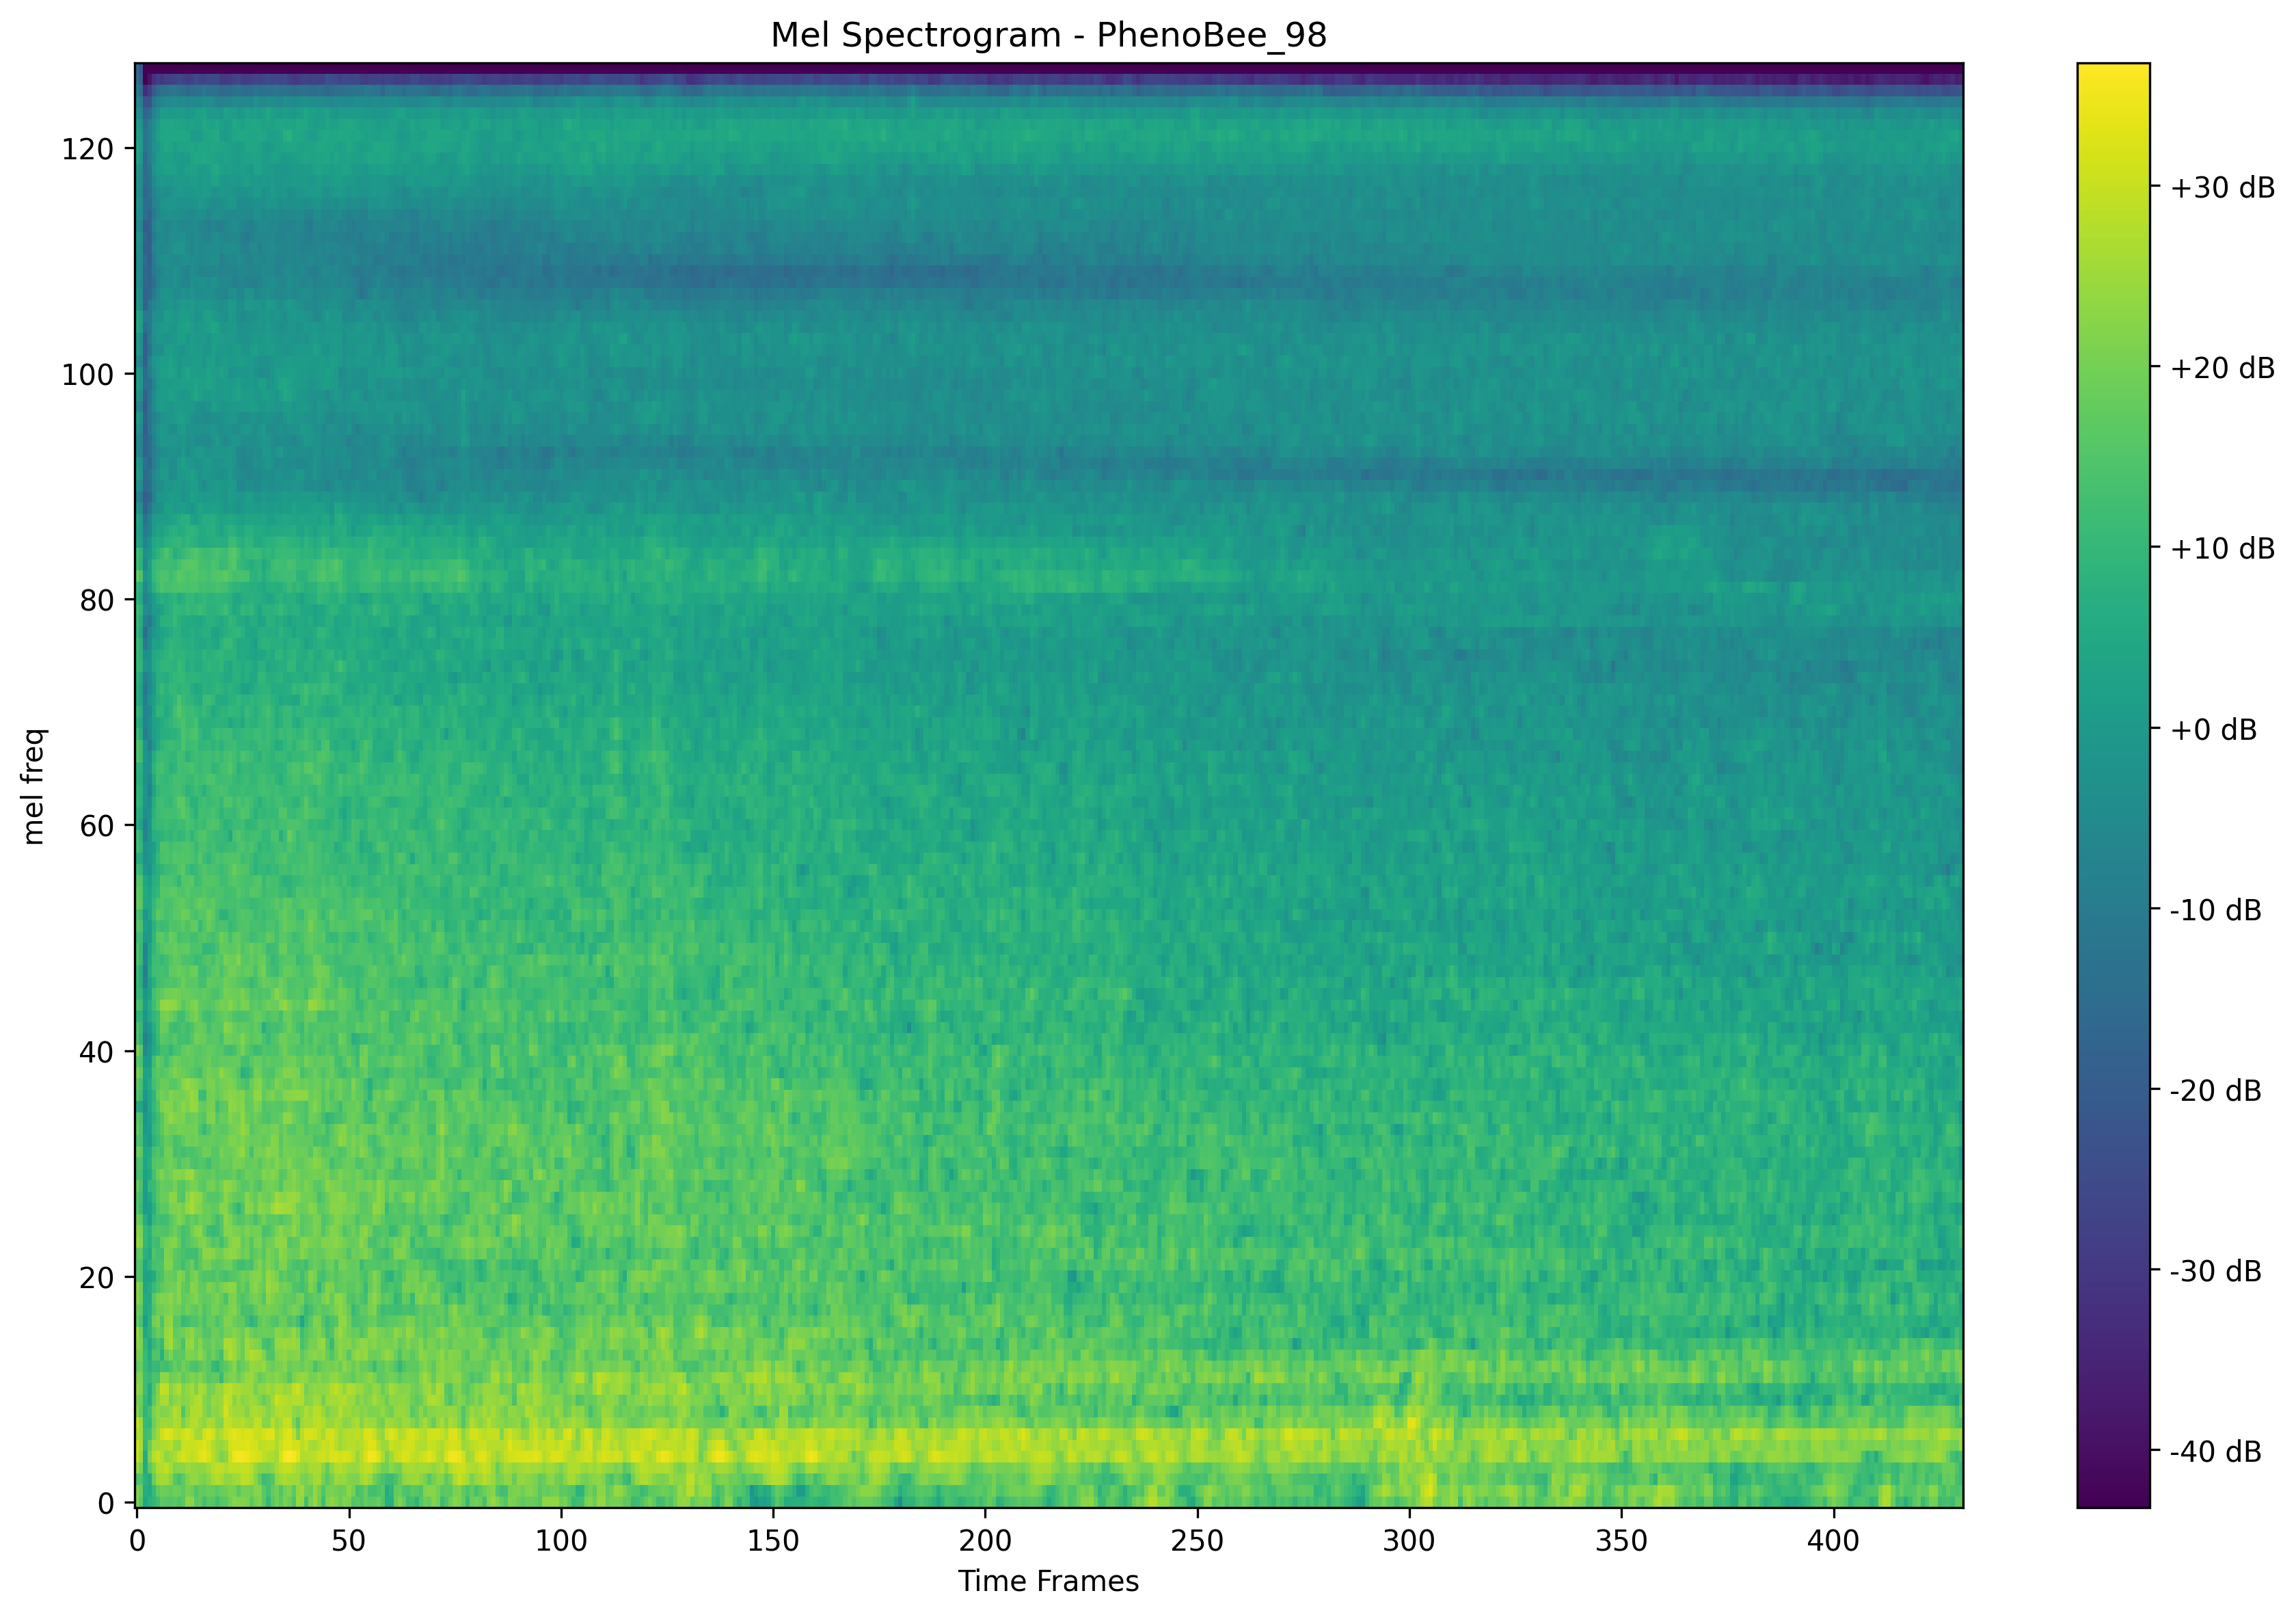 Mel Spectrogram - PhenoBee_98
mel freq
120
100
80
60
40
20
0
0 50 100 150 200 250 300 350 400
Time Frames
+30 dB
+20 dB
+10 dB
+0 dB
-10 dB
-20 dB
-30 dB
-40 dB